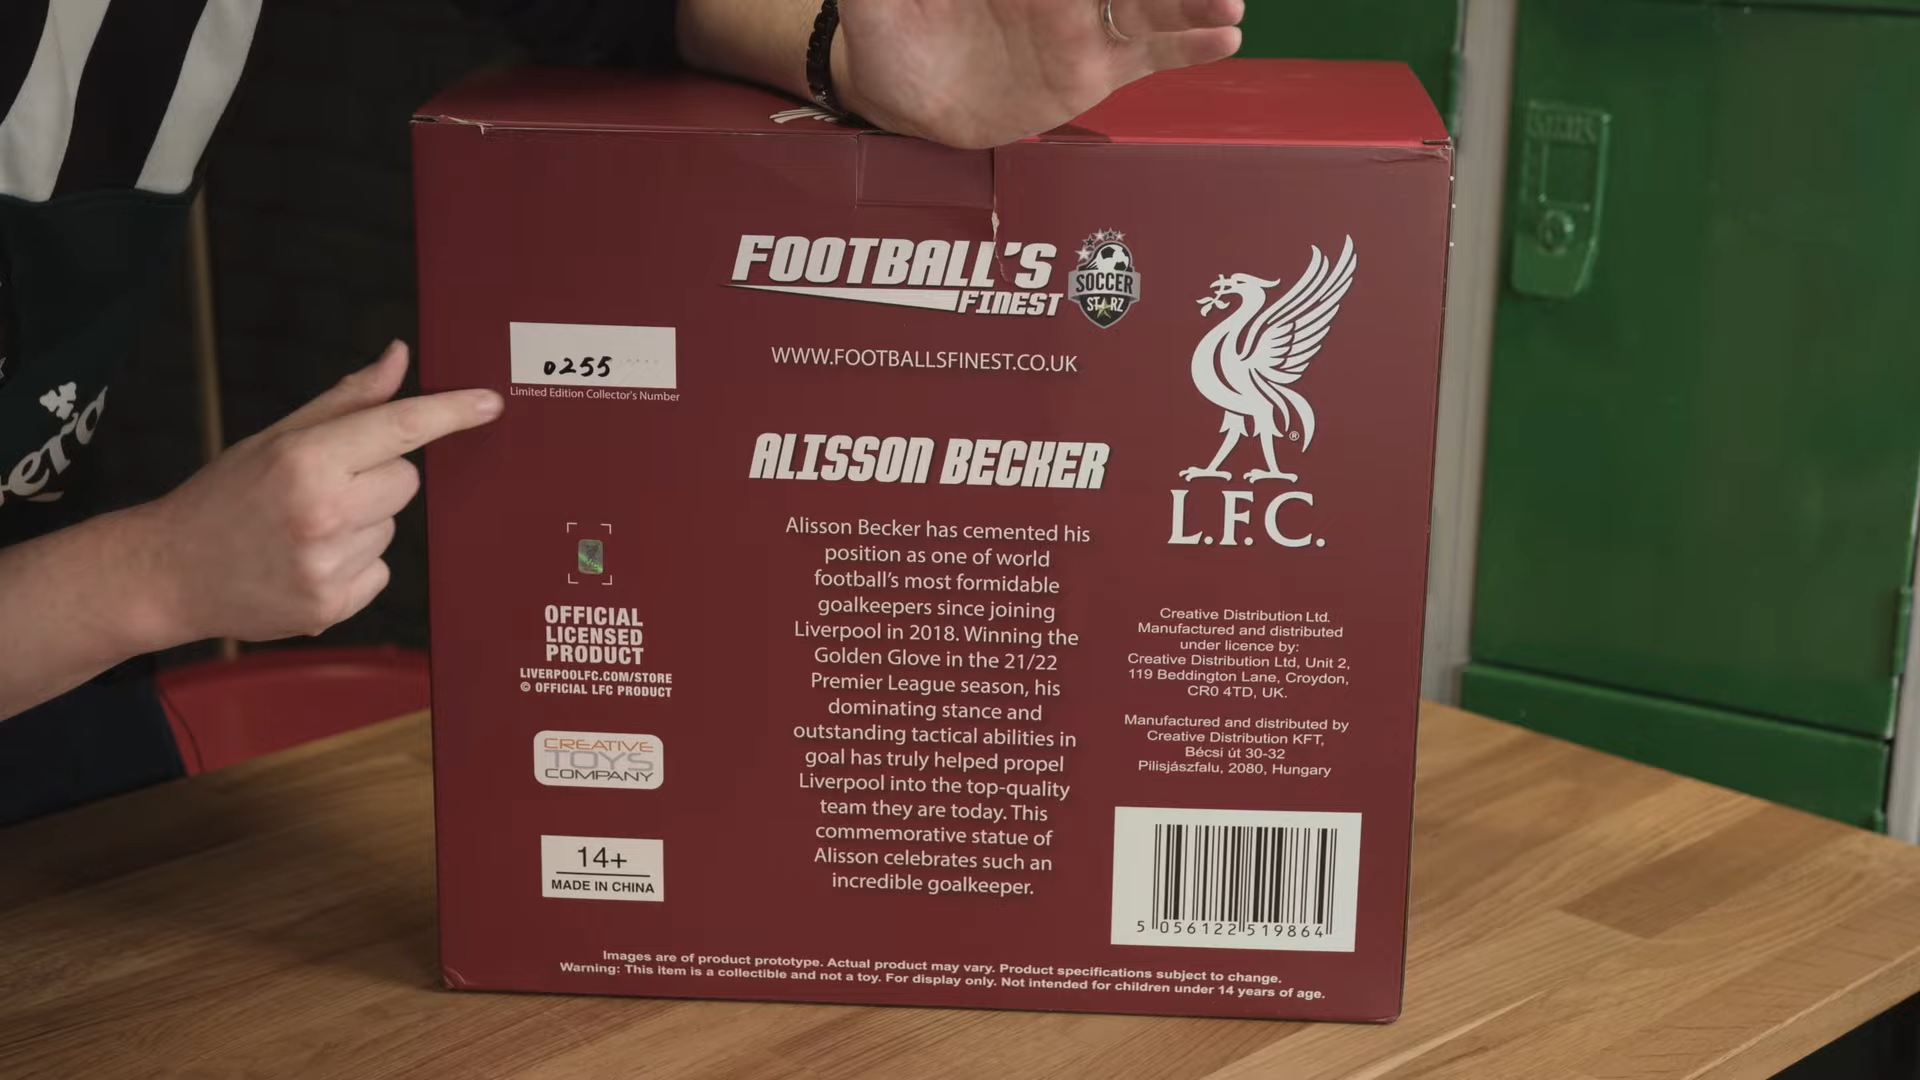 FOOTBALL'S
FINEST
SOCCER
STARZ
WWW.FOOTBALLSFINEST.CO.UK
0255
Limited Edition Collector's Number
ALISSON BECKER
Alisson Becker has cemented his
position as one of world
football's most formidable
goalkeepers since joining
Liverpool in 2018. Winning the
Golden Glove in the 21/22
Premier League season, his
dominating stance and
outstanding tactical abilities in
goal has truly helped propel
Liverpool into the top-quality
team they are today. This
commemorative statue of
Alisson celebrates such an
incredible goalkeeper.
®
L.F.C.
OFFICIAL
LICENSED
PRODUCT
LIVERPOOLFC.COM/STORE
© OFFICIAL LFC PRODUCT
CREATIVE
TOYS
COMPANY
14+
MADE IN CHINA
Creative Distribution Ltd.
Manufactured and distributed
under licence by:
Creative Distribution Ltd, Unit 2,
119 Beddington Lane, Croydon,
CR0 4TD, UK.
Manufactured and distributed by
Creative Distribution KFT,
Bécsi út 30-32
Pilisjászfalu, 2080, Hungary
5 056122 519864
Images are of product prototype. Actual product may vary. Product specifications subject to change.
Warning: This item is a collectible and not a toy. For display only. Not intended for children under 14 years of age.